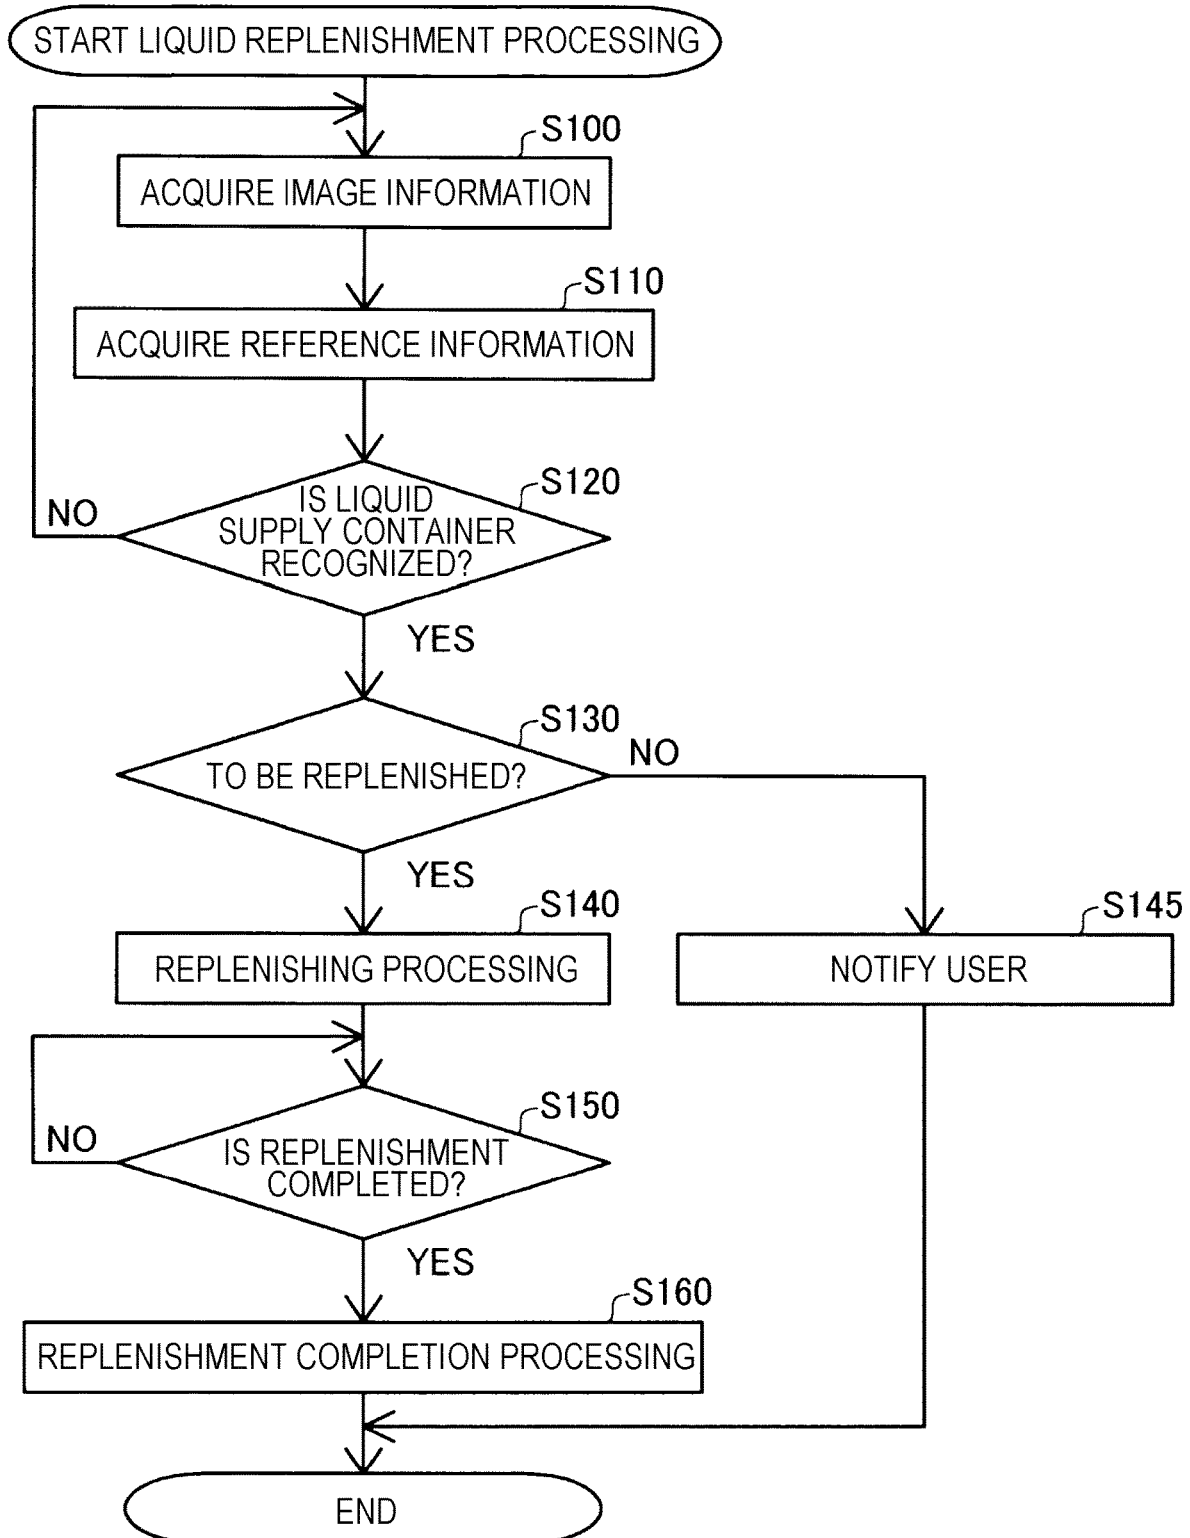 START LIQUID REPLENISHMENT PROCESSING
S100
ACQUIRE IMAGE INFORMATION
S110
ACQUIRE REFERENCE INFORMATION
S120
IS LIQUID
SUPPLY CONTAINER
RECOGNIZED?
NO
YES
S130
TO BE REPLENISHED?
NO
YES
S140
REPLENISHING PROCESSING
S145
NOTIFY USER
S150
IS REPLENISHMENT
COMPLETED?
NO
YES
S160
REPLENISHMENT COMPLETION PROCESSING
END